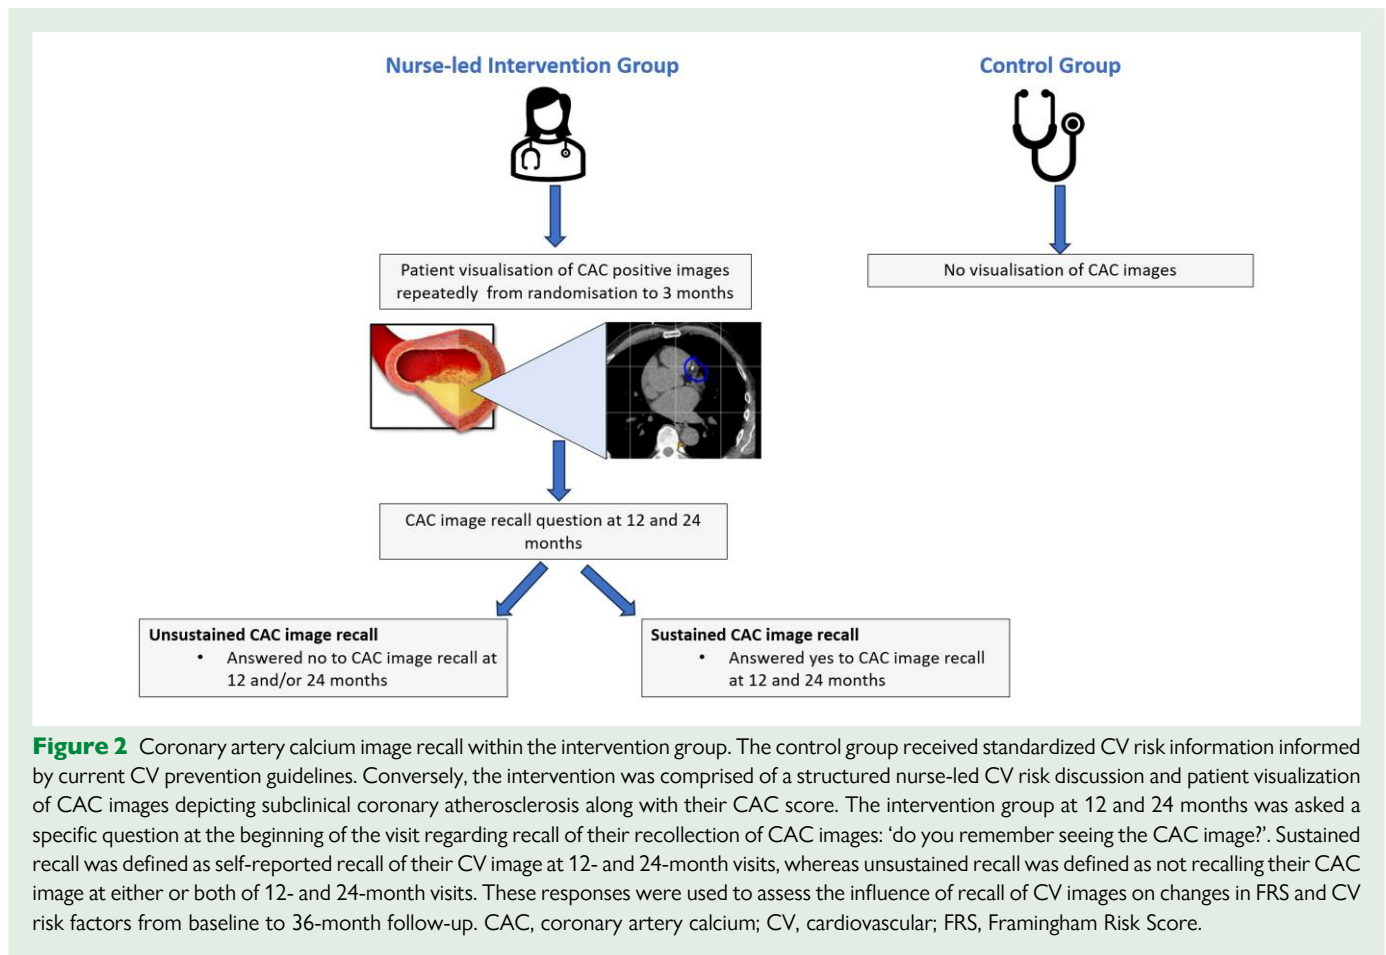 Nurse-led Intervention Group
Control Group
Patient visualisation of CAC positive images
repeatedly from randomisation to 3 months
No visualisation of CAC images
CAC image recall question at 12 and 24
months
Unsustained CAC image recall
• Answered no to CAC image recall at
12 and/or 24 months
Sustained CAC image recall
• Answered yes to CAC image recall
at 12 and 24 months
Figure 2 Coronary artery calcium image recall within the intervention group. The control group received standardized CV risk information informed
by current CV prevention guidelines. Conversely, the intervention was comprised of a structured nurse-led CV risk discussion and patient visualization
of CAC images depicting subclinical coronary atherosclerosis along with their CAC score. The intervention group at 12 and 24 months was asked a
specific question at the beginning of the visit regarding recall of their recollection of CAC images: ‘do you remember seeing the CAC image?’. Sustained
recall was defined as self-reported recall of their CV image at 12- and 24-month visits, whereas unsustained recall was defined as not recalling their CAC
image at either or both of 12- and 24-month visits. These responses were used to assess the influence of recall of CV images on changes in FRS and CV
risk factors from baseline to 36-month follow-up. CAC, coronary artery calcium; CV, cardiovascular; FRS, Framingham Risk Score.